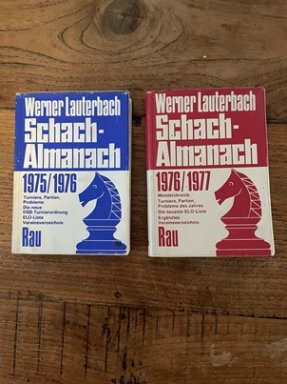 Werner Lauterbach
Schach-
Almanach
1975/1976
Turniere, Partien,
Probleme
Die neue
DSB-Turnierordnung
ELO-Liste
Vereinsverzeichnis
Rau
Werner Lauterbach
Schach-
Almanach
1976/1977
Meisterchronik
Turniere, Partien,
Probleme des Jahres
Die neueste ELO-Liste
Ergänztes
Vereinsverzeichnis
Rau